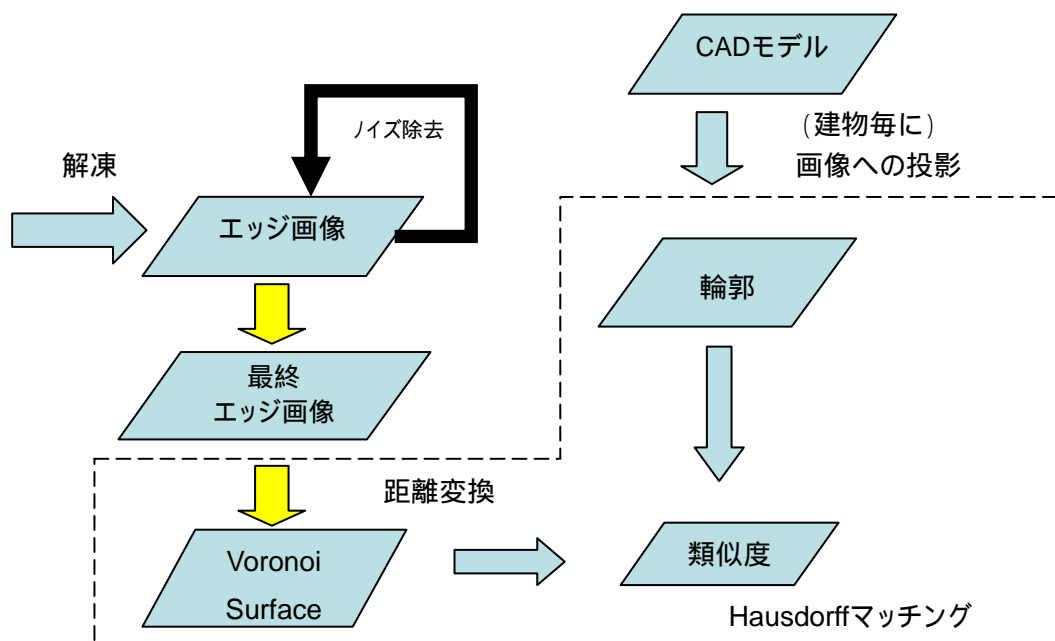 CADモデル
ノイズ除去
(建物毎に)
画像への投影
解凍
エッジ画像
輪郭
最終
エッジ画像
距離変換
Voronoi
Surface
類似度
Hausdorffマッチング